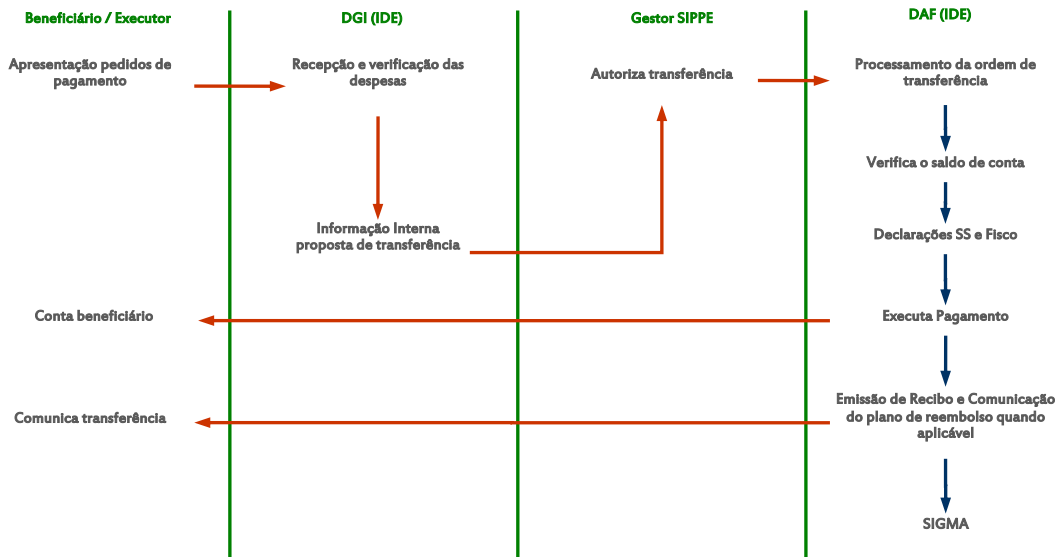 Beneficiário / Executor
DGI (IDE)
Gestor SIPPE
DAF (IDE)
Apresentação pedidos de
pagamento
Recepção e verificação das
despesas
Autoriza transferência
Processamento da ordem de
transferência
Verifica o saldo de conta
Informação Interna
proposta de transferência
Declarações SS e Fisco
Conta beneficiário
Executa Pagamento
Comunica transferência
Emissão de Recibo e Comunicação
do plano de reembolso quando
aplicável
SIGMA